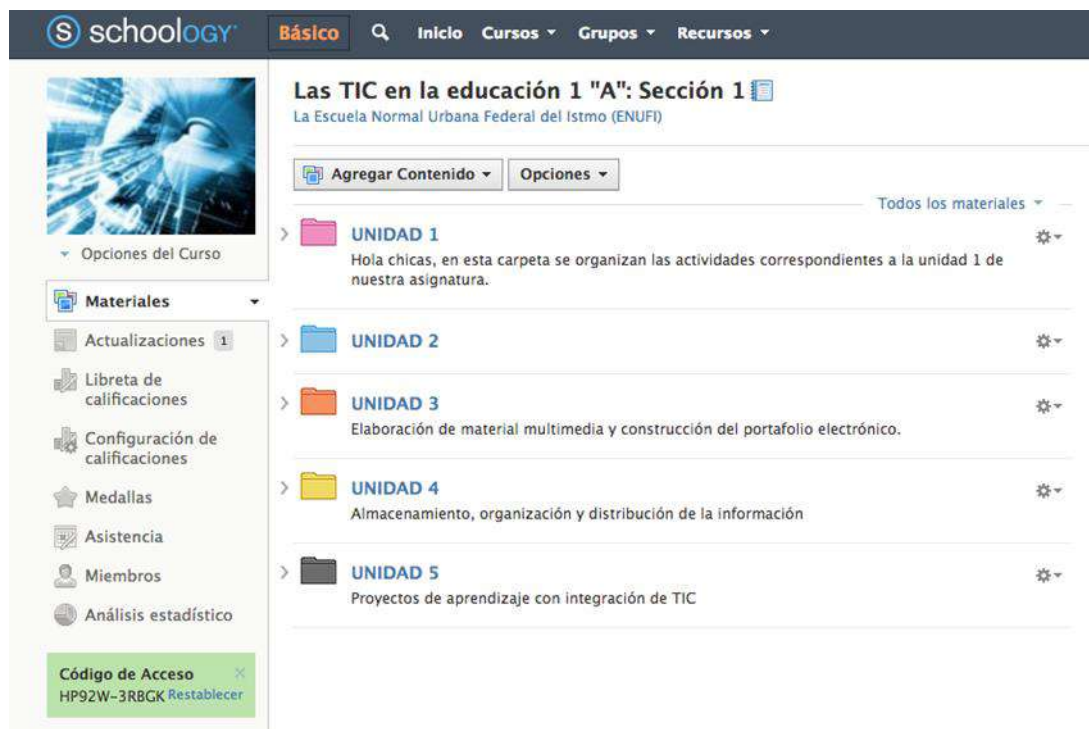 S schoology
Básico Inicio Cursos Grupos Recursos
Las TIC en la educación 1 "A": Sección 1
La Escuela Normal Urbana Federal del Istmo (ENUFI)
Agregar Contenido Opciones
Todos los materiales
Opciones del Curso
Materiales
Actualizaciones 1
Libreta de
calificaciones
Configuración de
calificaciones
Medallas
Asistencia
Miembros
Análisis estadístico
Código de Acceso
HP92W-3RBGK Restablecer
UNIDAD 1
Hola chicas, en esta carpeta se organizan las actividades correspondientes a la unidad 1 de
nuestra asignatura.
UNIDAD 2
UNIDAD 3
Elaboración de material multimedia y construcción del portafolio electrónico.
UNIDAD 4
Almacenamiento, organización y distribución de la información
UNIDAD 5
Proyectos de aprendizaje con integración de TIC